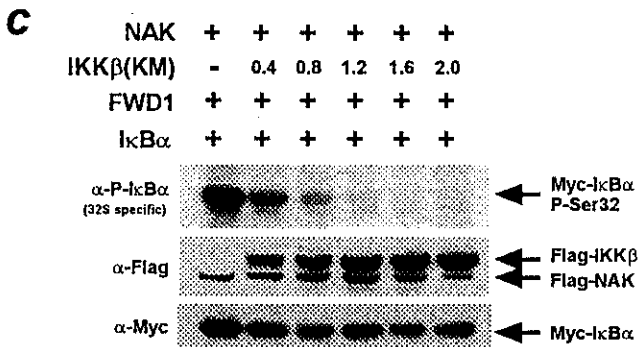 C
NAK + + + + + +
IKKβ(KM) - 0.4 0.8 1.2 1.6 2.0
FWD1 + + + + + +
IκBα + + + + + +
α-P-IκBα
(32S specific)
Myc-IκBα
P-Ser32
α-Flag
Flag-IKKβ
Flag-NAK
α-Myc
Myc-IκBα